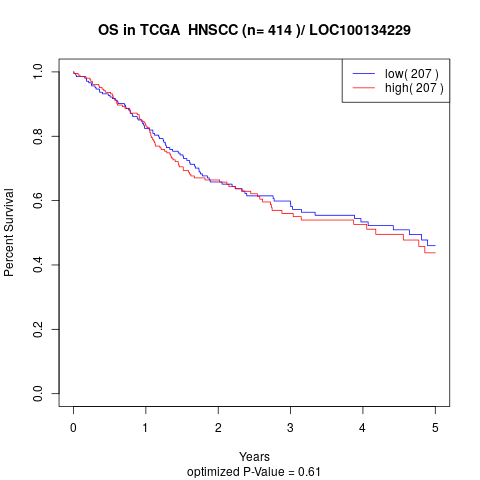 OS in TCGA  HNSCC (n= 414 )/ LOC100134229
low( 207 )
high( 207 )
Percent Survival
1.0
0.8
0.6
0.4
0.2
0.0
0 1 2 3 4 5
Years
optimized P-Value = 0.61